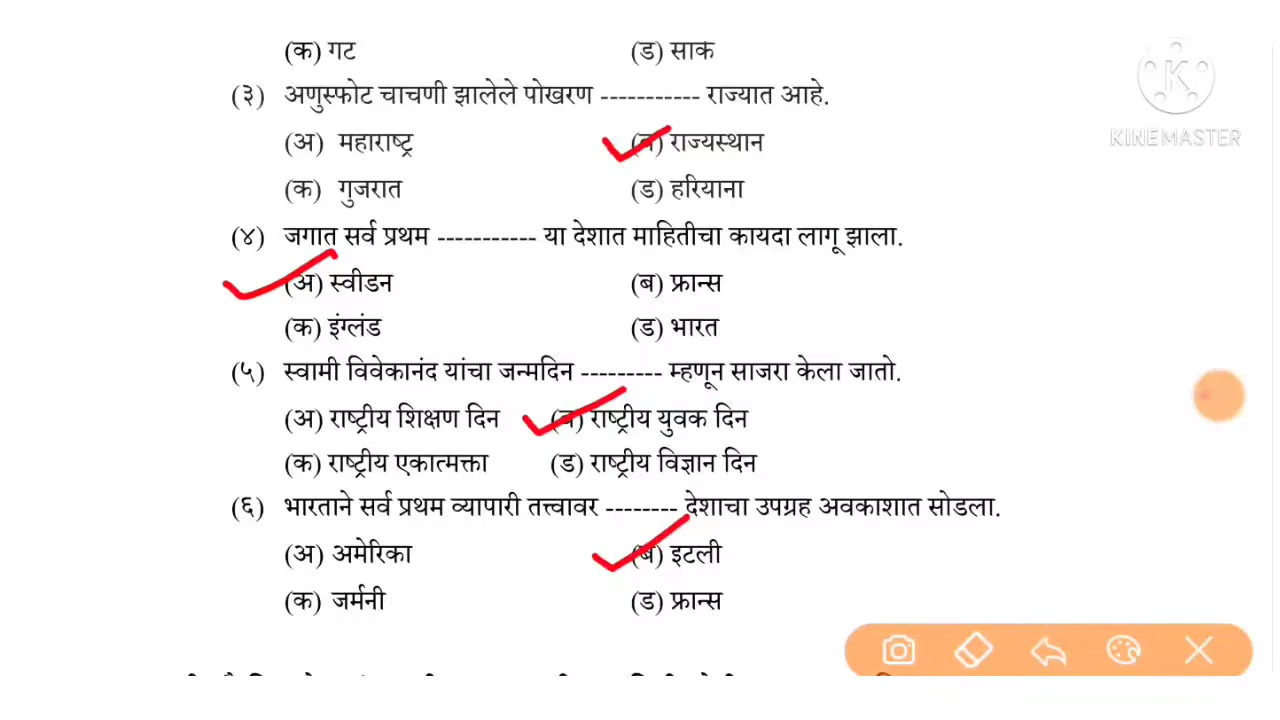 (क) गट (ड) सार्क
(३) अणुस्फोट चाचणी झालेले पोखरण ----------- राज्यात आहे.
(अ) महाराष्ट्र (ब) राज्यस्थान
(क) गुजरात (ड) हरियाना
(४) जगात सर्व प्रथम ----------- या देशात माहितीचा कायदा लागू झाला.
(अ) स्वीडन (ब) फ्रान्स
(क) इंग्लंड (ड) भारत
(५) स्वामी विवेकानंद यांचा जन्मदिन --------- म्हणून साजरा केला जातो.
(अ) राष्ट्रीय शिक्षण दिन (ब) राष्ट्रीय युवक दिन
(क) राष्ट्रीय एकात्मक्ता (ड) राष्ट्रीय विज्ञान दिन
(६) भारताने सर्व प्रथम व्यापारी तत्त्वावर -------- देशाचा उपग्रह अवकाशात सोडला.
(अ) अमेरिका (ब) इटली
(क) जर्मनी (ड) फ्रान्स
K
KINEMASTER